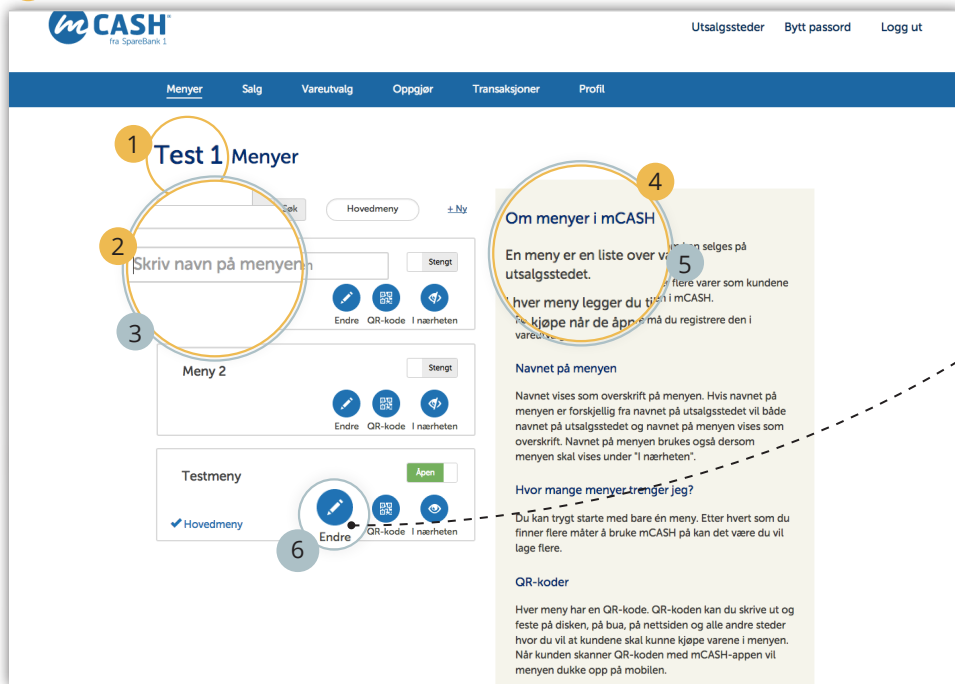 m CASH
fra SpareBank 1
Utsalgssteder Bytt passord Logg ut
Menyer Salg Vareutvalg Oppgjør Transaksjoner Profil
1
Test 1 Menyer
Hovedmeny + Ny
2
Skriv navn på menyen
Stengt
Endre QR-kode I nærheten
3
Meny 2
Stengt
Endre QR-kode I nærheten
Testmeny
Åpen
Hovedmeny
Endre QR-kode I nærheten
6
4
Om menyer i mCASH
En meny er en liste over
selges på
5
utsalgsstedet.
flere varer som kundene
hver meny legger du
i mCASH.
kjøpe når de
må du registrere den i
Navnet på menyen
Navnet vises som overskrift på menyen. Hvis navnet på
menyen er forskjellig fra navnet på utsalgsstedet vil både
navnet på utsalgsstedet og navnet på menyen vises som
overskrift. Navnet på menyen brukes også dersom
menyen skal vises under "I nærheten".
Hvor mange menyer trenger jeg?
Du kan trygt starte med bare én meny. Etter hvert som du
finner flere måter å bruke mCASH på kan det være du vil
lage flere.
QR-koder
Hver meny har en QR-kode. QR-koden kan du skrive ut og
feste på disken, på bua, på nettsiden og alle andre steder
hvor du vil at kundene skal kunne kjøpe varene i menyen.
Når kunden skanner QR-koden med mCASH-appen vil
menyen dukke opp på mobilen.